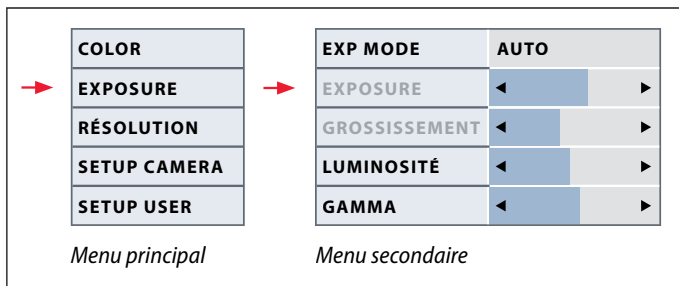 COLOR
EXPOSURE
RÉSOLUTION
SETUP CAMERA
SETUP USER
Menu principal
EXP MODE AUTO
EXPOSURE
GROSSISSEMENT
LUMINOSITÉ
GAMMA
Menu secondaire